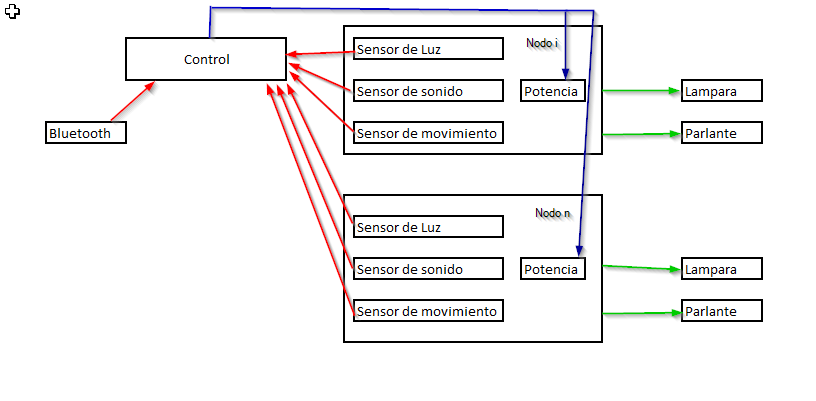 Control
Bluetooth
Nodo i
Sensor de Luz
Sensor de sonido
Sensor de movimiento
Potencia
Lampara
Parlante
Nodo n
Sensor de Luz
Sensor de sonido
Sensor de movimiento
Potencia
Lampara
Parlante